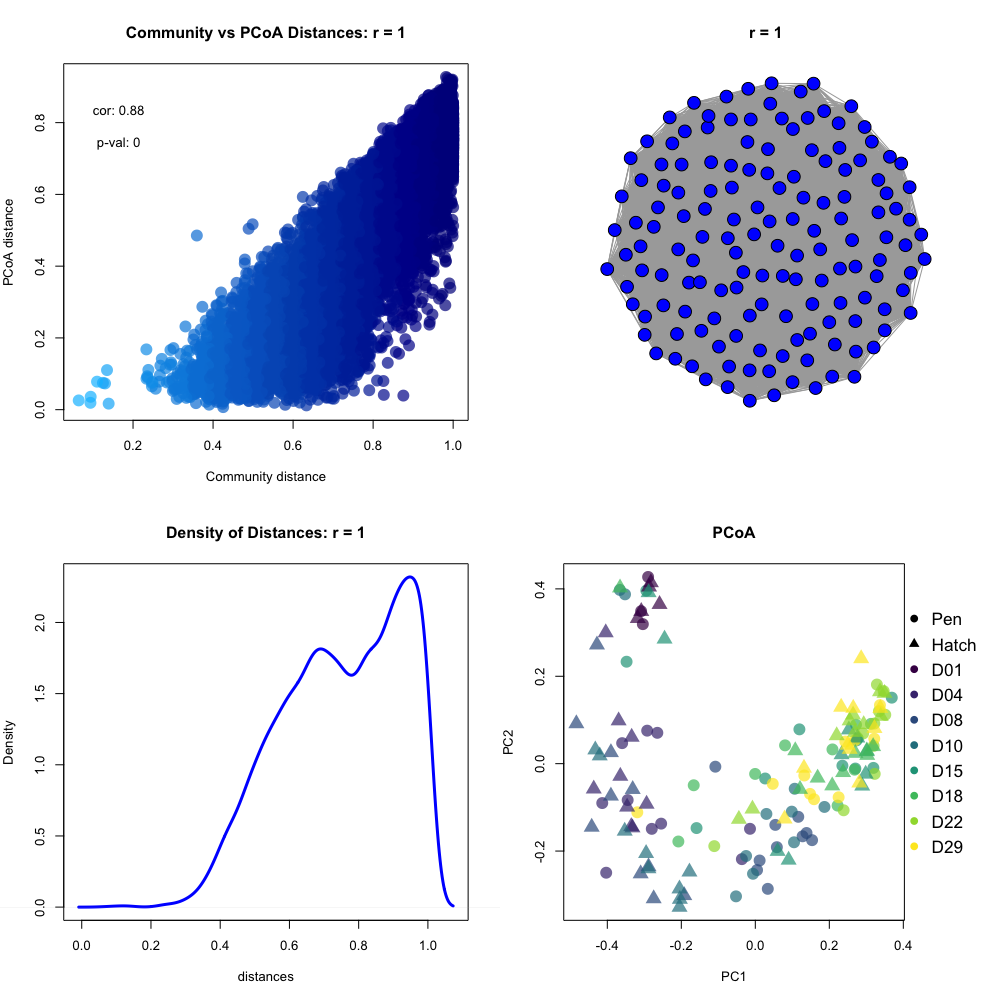 Community vs PCoA Distances: r = 1
cor: 0.88
p-val: 0
PCoA distance
0.0
0.2
0.4
0.6
0.8
0.2
0.4
0.6
0.8
1.0
Community distance
r = 1
Density of Distances: r = 1
Density
0.0
0.5
1.0
1.5
2.0
0.0
0.2
0.4
0.6
0.8
1.0
distances
PCoA
PC2
-0.2
0.0
0.2
0.4
-0.4
-0.2
0.0
0.2
0.4
PC1
Pen
Hatch
D01
D04
D08
D10
D15
D18
D22
D29